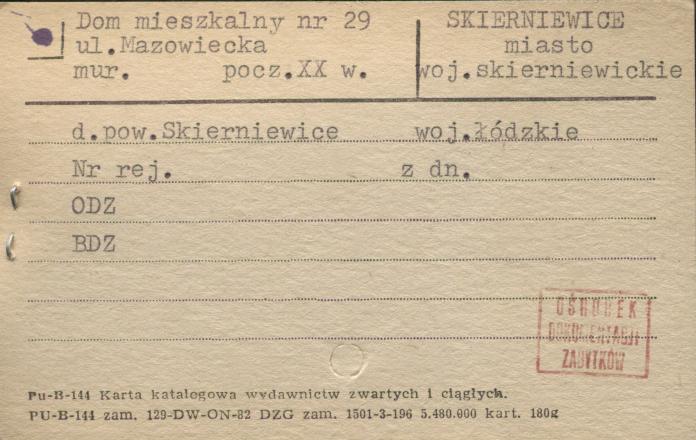 Dom mieszkalny nr 29
ul.Mazowiecka
mur. pocz.XX w.
SKIERNIEWICE
miasto
woj.skierniewickie
d.pow.Skierniewice woj.łódzkie
Nr rej. z dn.
ODZ
BDZ
OŚRODEK
DOKUMENTACJI
ZABYTKÓW
Pu-B-144 Karta katalogowa wydawnictw zwartych i ciągłych.
PU-B-144 zam. 129-DW-ON-82 DZG zam. 1501-3-196 5.480.000 kart. 180g